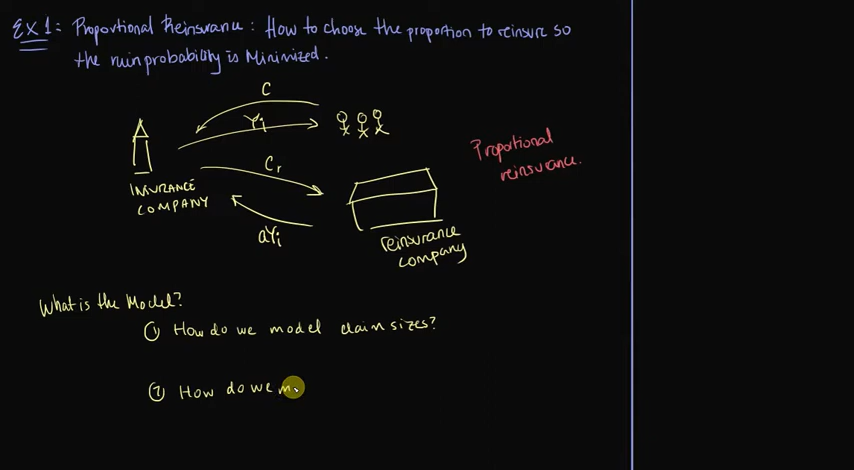 EX1: Proportional Reinsurance: How to choose the proportion to reinsure so
the ruin probability is Minimized.
C
Yi
Cr
INSURANCE
COMPANY
aYi
reinsurance
company
Proportional
reinsurance.
What is the Model?
① How do we model claim sizes?
② How do we m